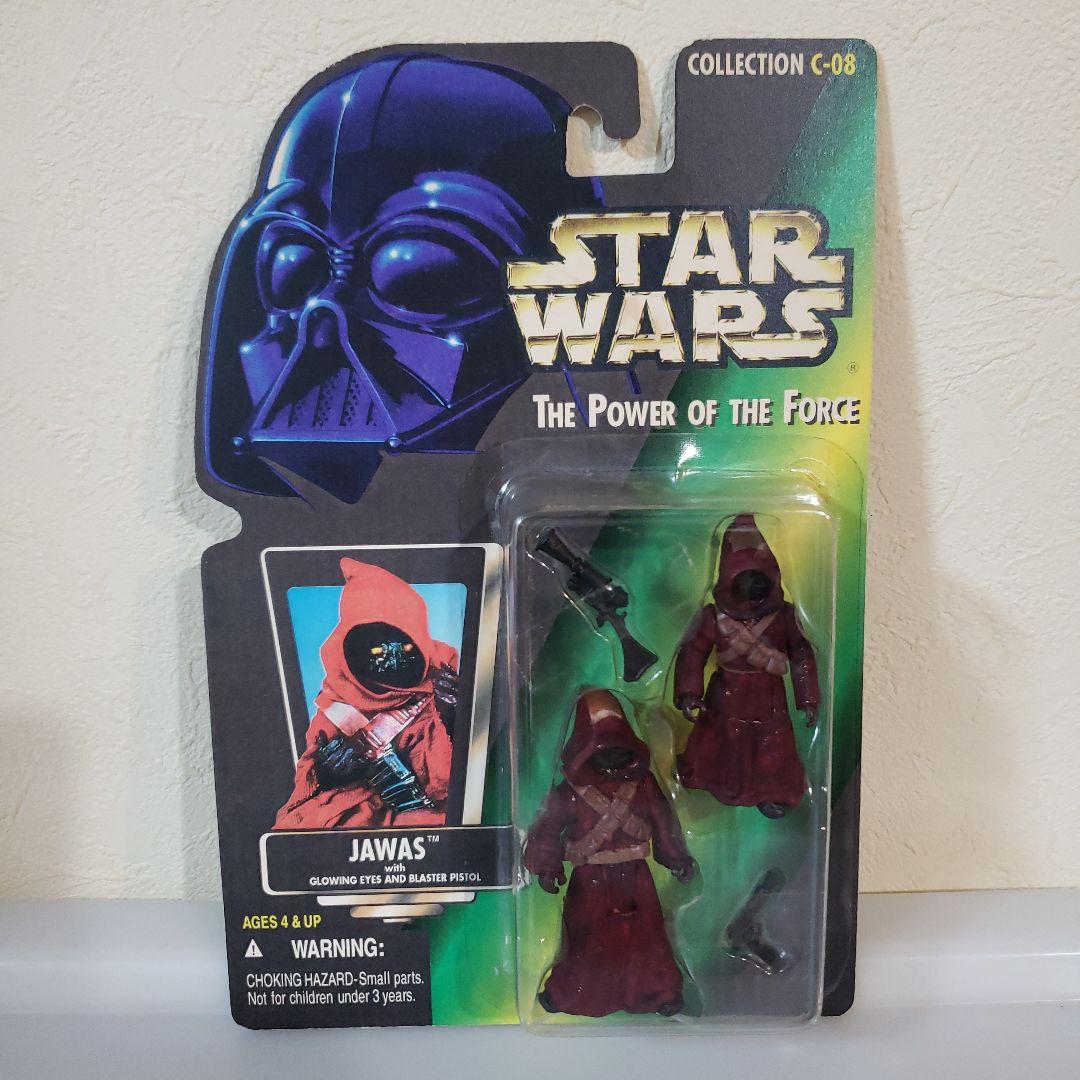 COLLECTION C-08
STAR
WARS
®
THE POWER OF THE FORCE
JAWAS™
with
GLOWING EYES AND BLASTER PISTOL
AGES 4 & UP
⚠ WARNING:
CHOKING HAZARD-Small parts.
Not for children under 3 years.